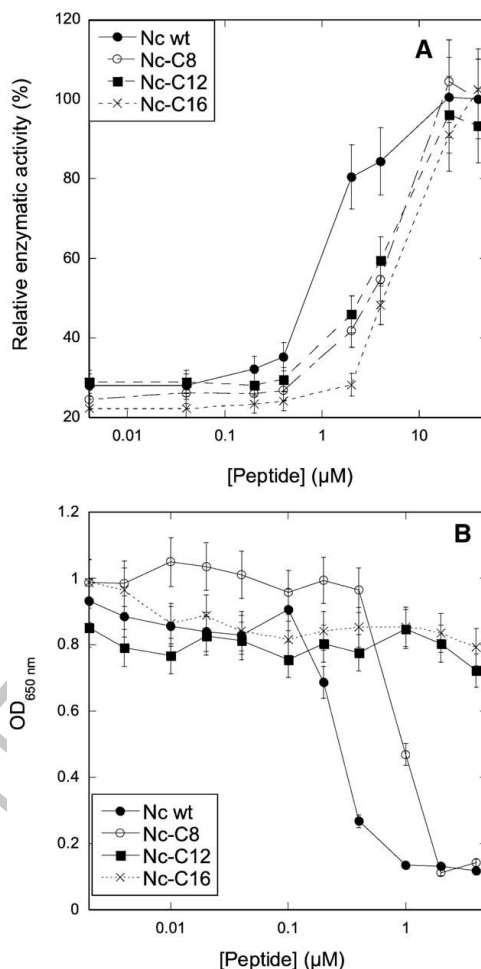 Nc wt
Nc-C8
Nc-C12
Nc-C16
A
120
100
80
60
40
20
Relative enzymatic activity (%)
0.01 0.1 1 10
[Peptide] (µM)
B
1.2
1
0.8
0.6
0.4
0.2
0
OD650 nm
Nc wt
Nc-C8
Nc-C12
Nc-C16
0.01 0.1 1
[Peptide] (µM)